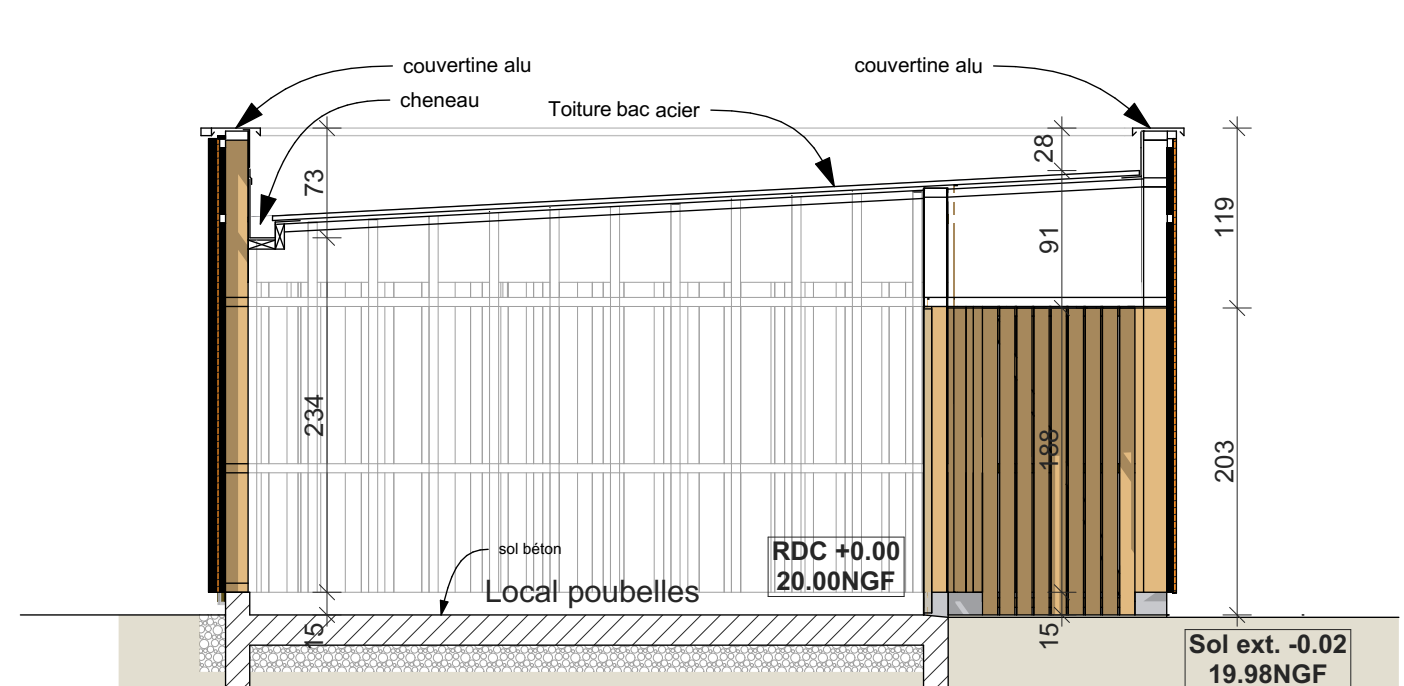 couvertine alu
couvertine alu
cheneau
Toiture bac acier
73
28
91
119
234
188
203
sol béton
RDC +0.00
20.00NGF
Local poubelles
15
15
Sol ext. -0.02
19.98NGF